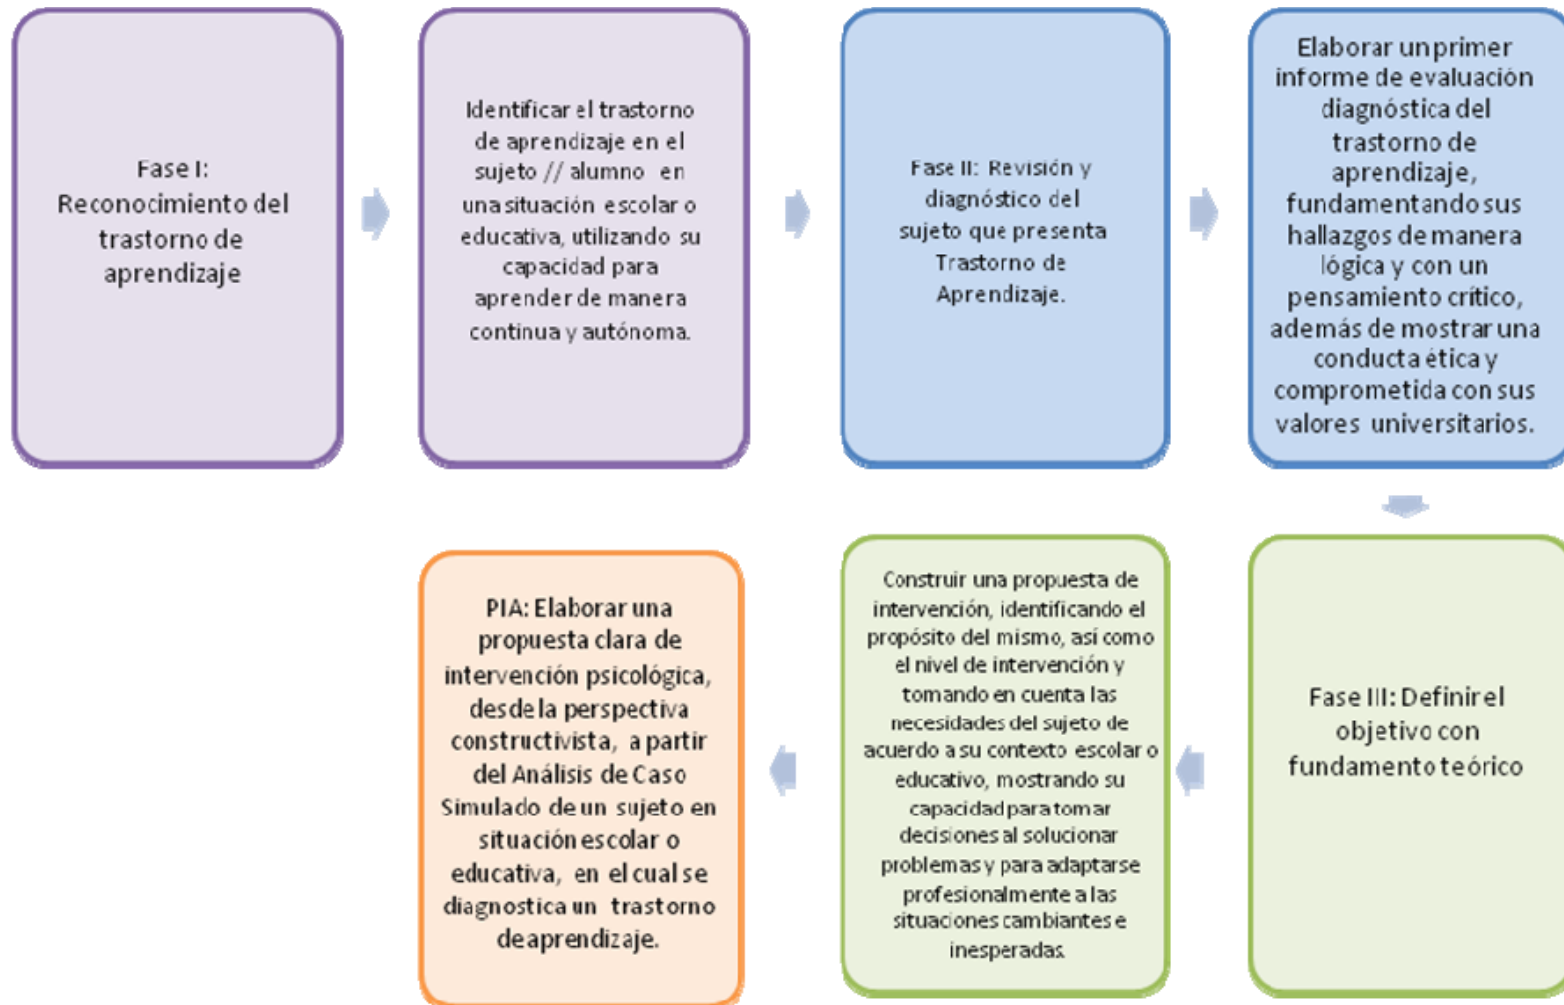 Fase I:
Reconocimiento del
trastorno de
aprendizaje
Identificar el trastorno
de aprendizaje en el
sujeto // alumno en
una situación escolar o
educativa, utilizando su
capacidad para
aprender de manera
continua y autónoma.
Fase II: Revisión y
diagnóstico del
sujeto que presenta
Trastorno de
Aprendizaje.
Elaborar un primer
informe de evaluación
diagnóstica del
trastorno de
aprendizaje,
fundamentando sus
hallazgos de manera
lógica y con un
pensamiento crítico,
además de mostrar una
conducta ética y
comprometida con sus
valores universitarios.
Fase III: Definir el
objetivo con
fundamento teórico
Construir una propuesta de
intervención, identificando el
propósito del mismo, así como
el nivel de intervención y
tomando en cuenta las
necesidades del sujeto de
acuerdo a su contexto escolar o
educativo, mostrando su
capacidad para tomar
decisiones al solucionar
problemas y para adaptarse
profesionalmente a las
situaciones cambiantes e
inesperadas.
PIA: Elaborar una
propuesta clara de
intervención psicológica,
desde la perspectiva
constructivista, a partir
del Análisis de Caso
Simulado de un sujeto en
situación escolar o
educativa, en el cual se
diagnostica un trastorno
de aprendizaje.